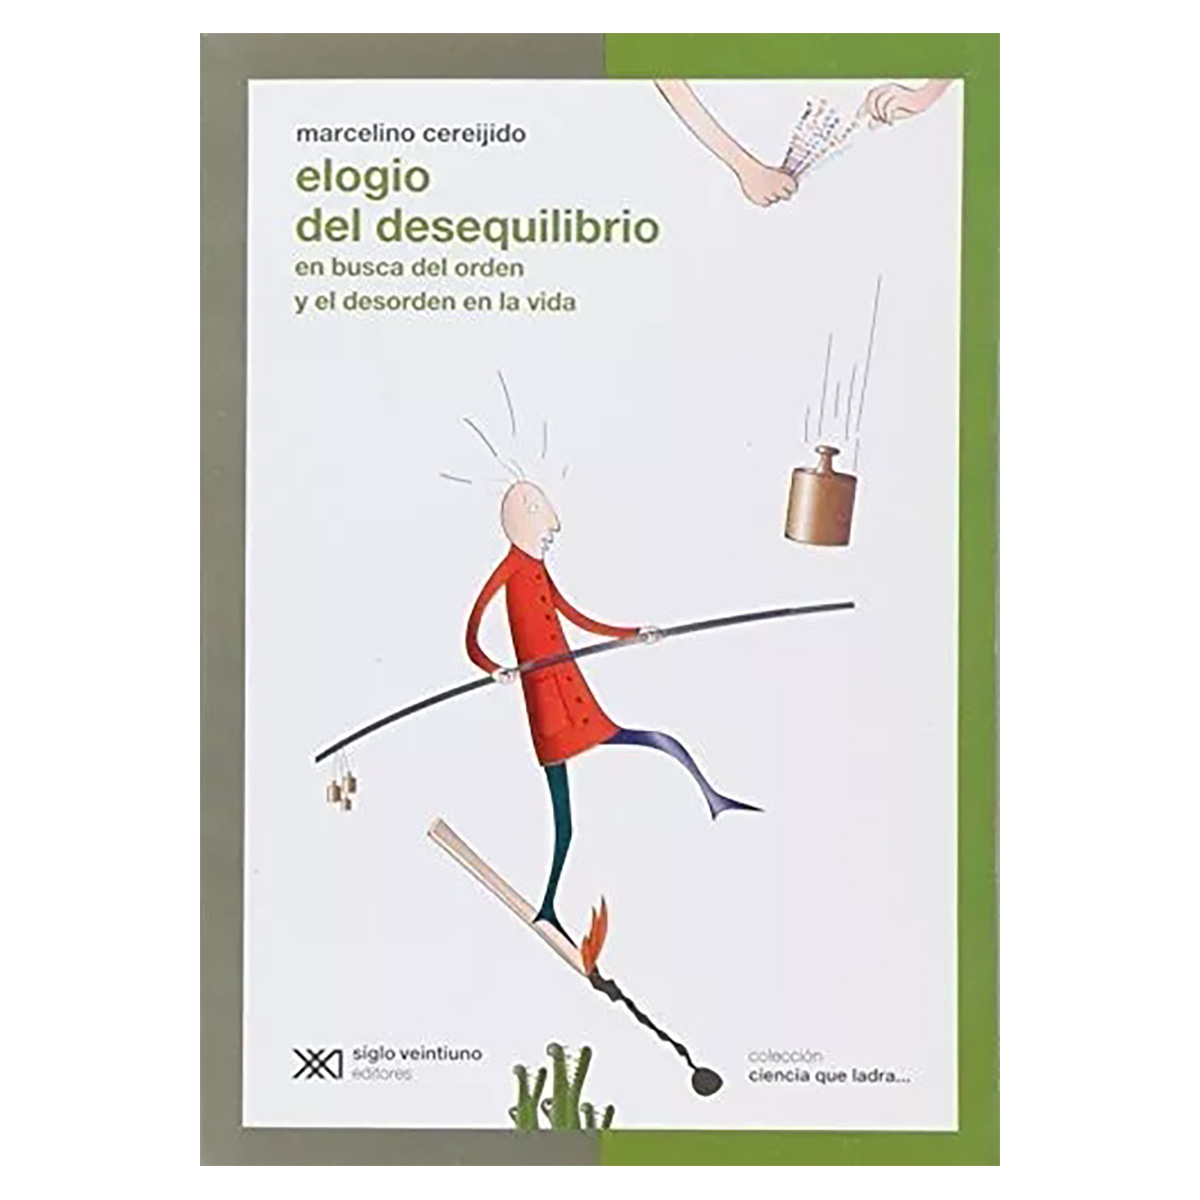 marcelino cereijido
elogio
del desequilibrio
en busca del orden
y el desorden en la vida
siglo veintiuno
editores
colección
ciencia que ladra...